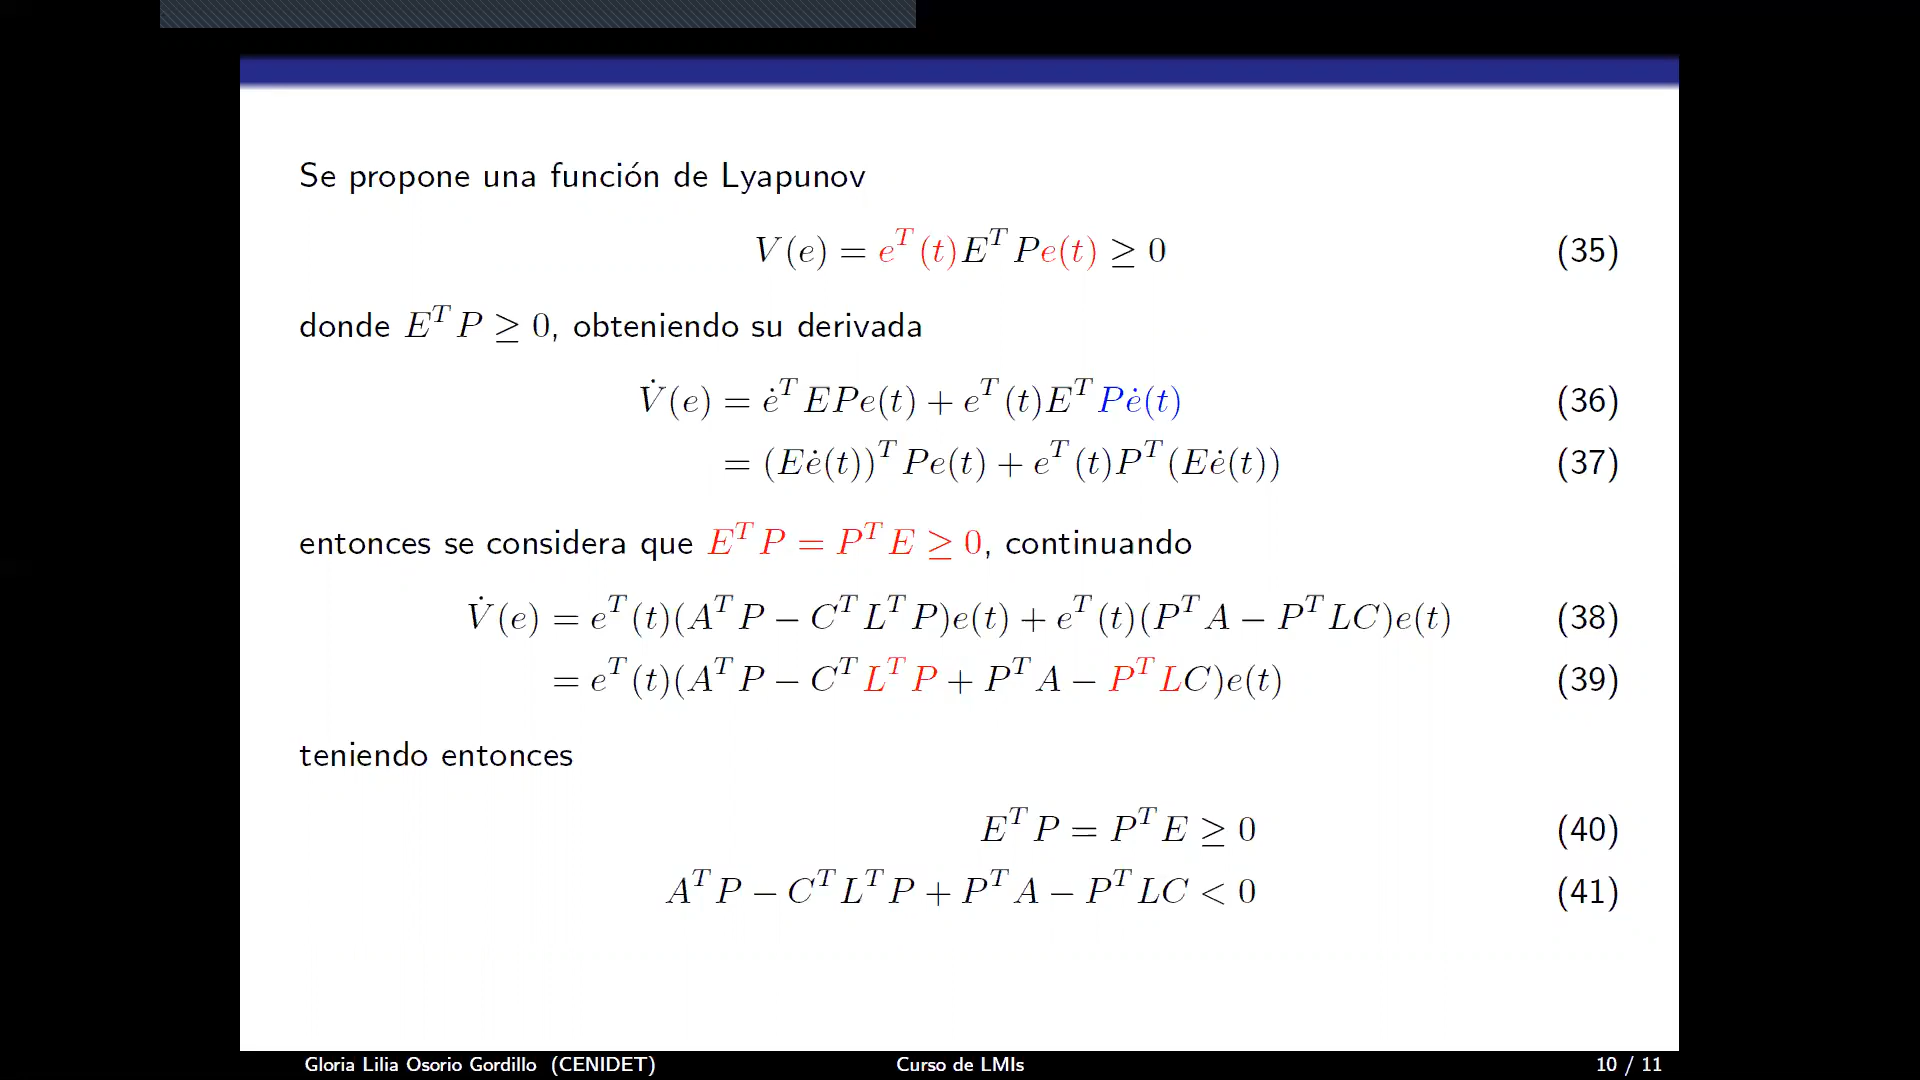 Se propone una función de Lyapunov
V(e) = e^T(t)E^T Pe(t) ≥ 0 (35)
donde E^T P ≥ 0, obteniendo su derivada
V̇(e) = ė^T EPe(t) + e^T(t)E^T Pė(t) (36)
= (Eė(t))^T Pe(t) + e^T(t)P^T(Eė(t)) (37)
entonces se considera que E^T P = P^T E ≥ 0, continuando
V̇(e) = e^T(t)(A^T P − C^T L^T P)e(t) + e^T(t)(P^T A − P^T LC)e(t) (38)
= e^T(t)(A^T P − C^T L^T P + P^T A − P^T LC)e(t) (39)
teniendo entonces
E^T P = P^T E ≥ 0 (40)
A^T P − C^T L^T P + P^T A − P^T LC < 0 (41)
Gloria Lilia Osorio Gordillo (CENIDET) Curso de LMIs 10 / 11